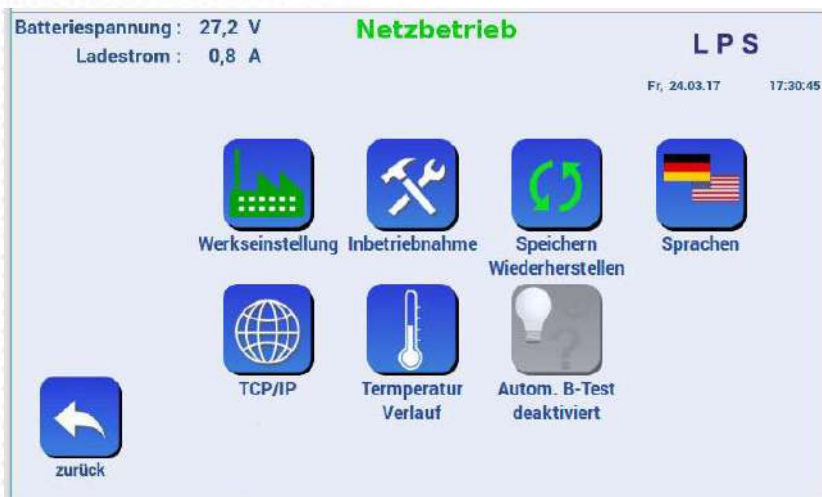 Batteriespannung : 27,2 V
Netzbetrieb
LPS
Ladestrom : 0,8 A
Fr, 24.03.17 17:30:45
Werkseinstellung
Inbetriebnahme
Speichern
Wiederherstellen
Sprachen
TCP/IP
Termperatur
Verlauf
Autom. B-Test
deaktiviert
zurück